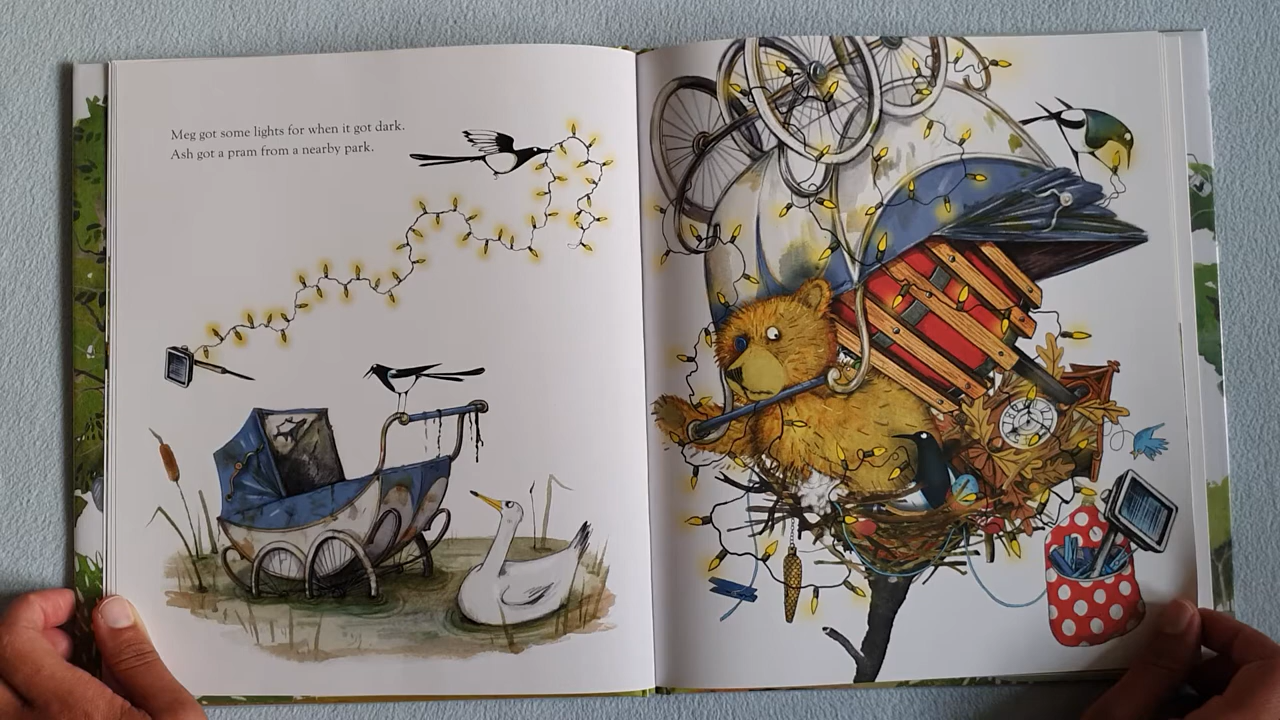 Meg got some lights for when it got dark.
Ash got a pram from a nearby park.